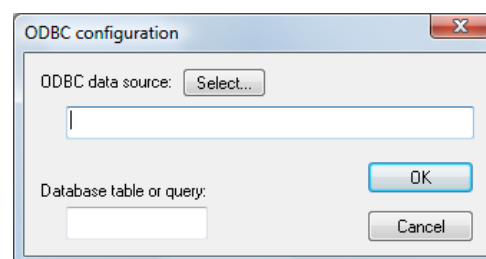 ODBC configuration
ODBC data source: Select...
Database table or query:
OK
Cancel